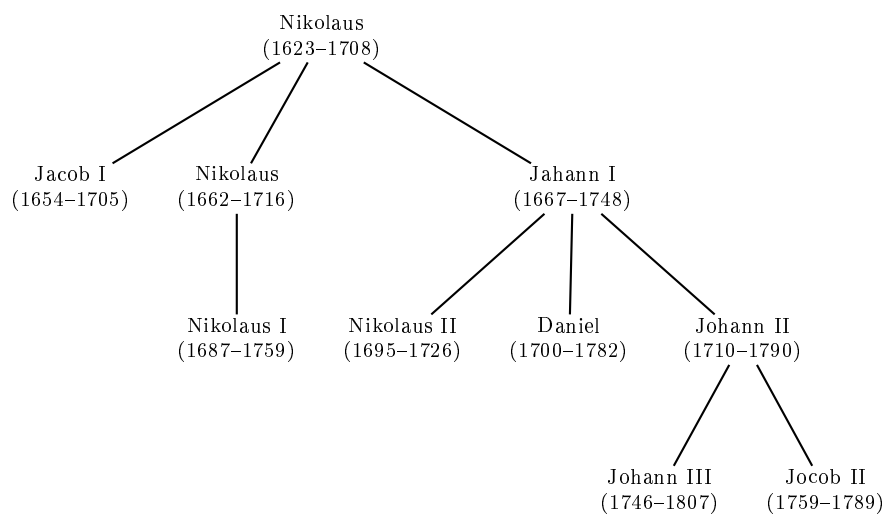 Nikolaus
(1623–1708)
Jacob I
(1654–1705)
Nikolaus
(1662–1716)
Jahann I
(1667–1748)
Nikolaus I
(1687–1759)
Nikolaus II
(1695–1726)
Daniel
(1700–1782)
Johann II
(1710–1790)
Johann III
(1746–1807)
Jocob II
(1759–1789)